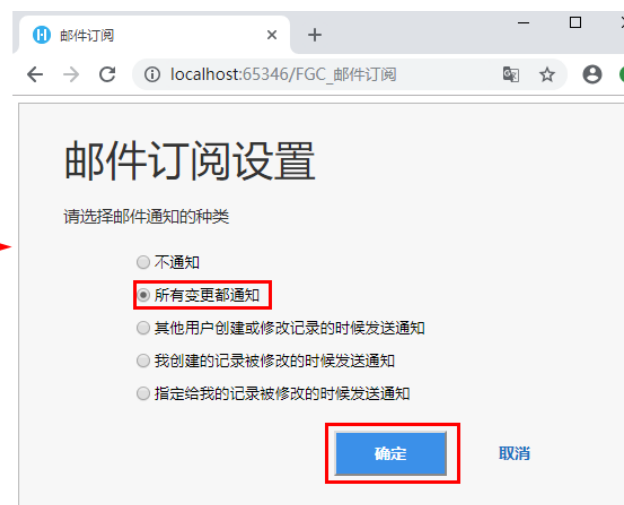 邮件订阅
localhost:65346/FGC_邮件订阅
邮件订阅设置
请选择邮件通知的种类
不通知
所有变更都通知
其他用户创建或修改记录的时候发送通知
我创建的记录被修改的时候发送通知
指定给我的记录被修改的时候发送通知
确定 取消